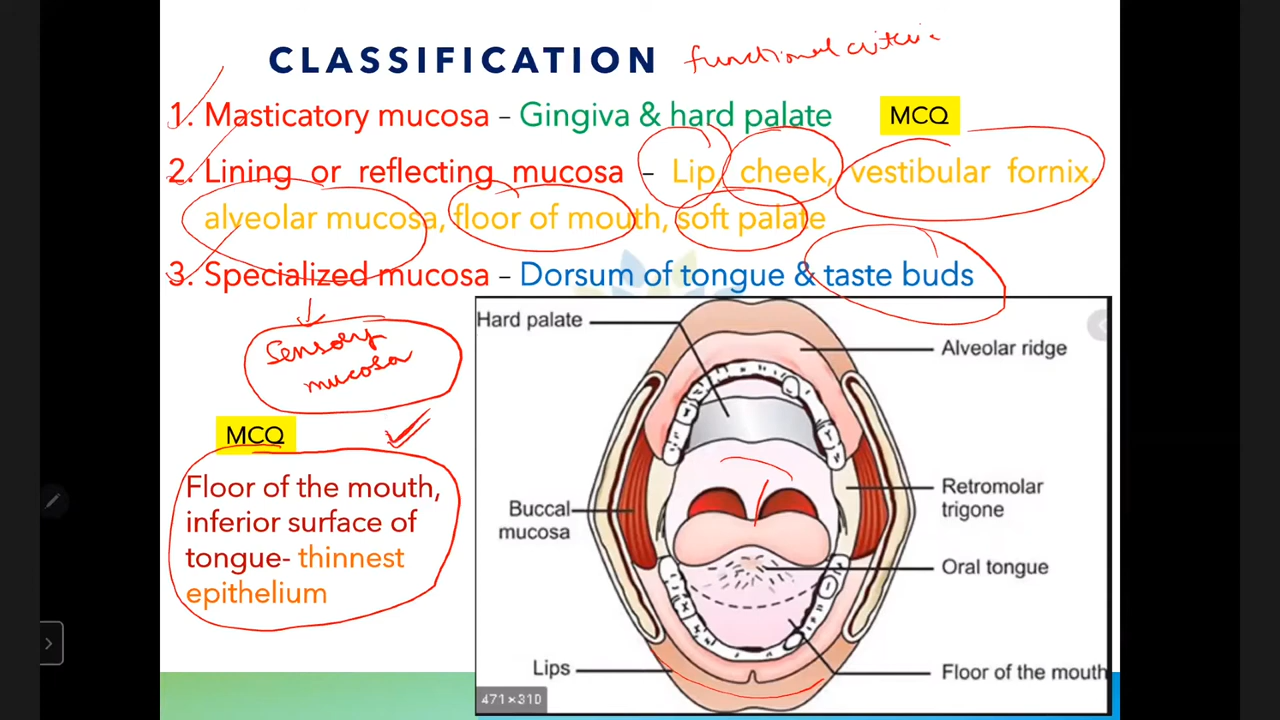 CLASSIFICATION functional criteria
1. Masticatory mucosa – Gingiva & hard palate MCQ
2. Lining or reflecting mucosa – Lip, cheek, vestibular fornix,
alveolar mucosa, floor of mouth, soft palate
3. Specialized mucosa – Dorsum of tongue & taste buds
Sensory
mucosa
MCQ
Floor of the mouth,
inferior surface of
tongue- thinnest
epithelium
Hard palate
Alveolar ridge
Buccal
mucosa
Retromolar
trigone
Oral tongue
Lips
Floor of the mouth
471×310